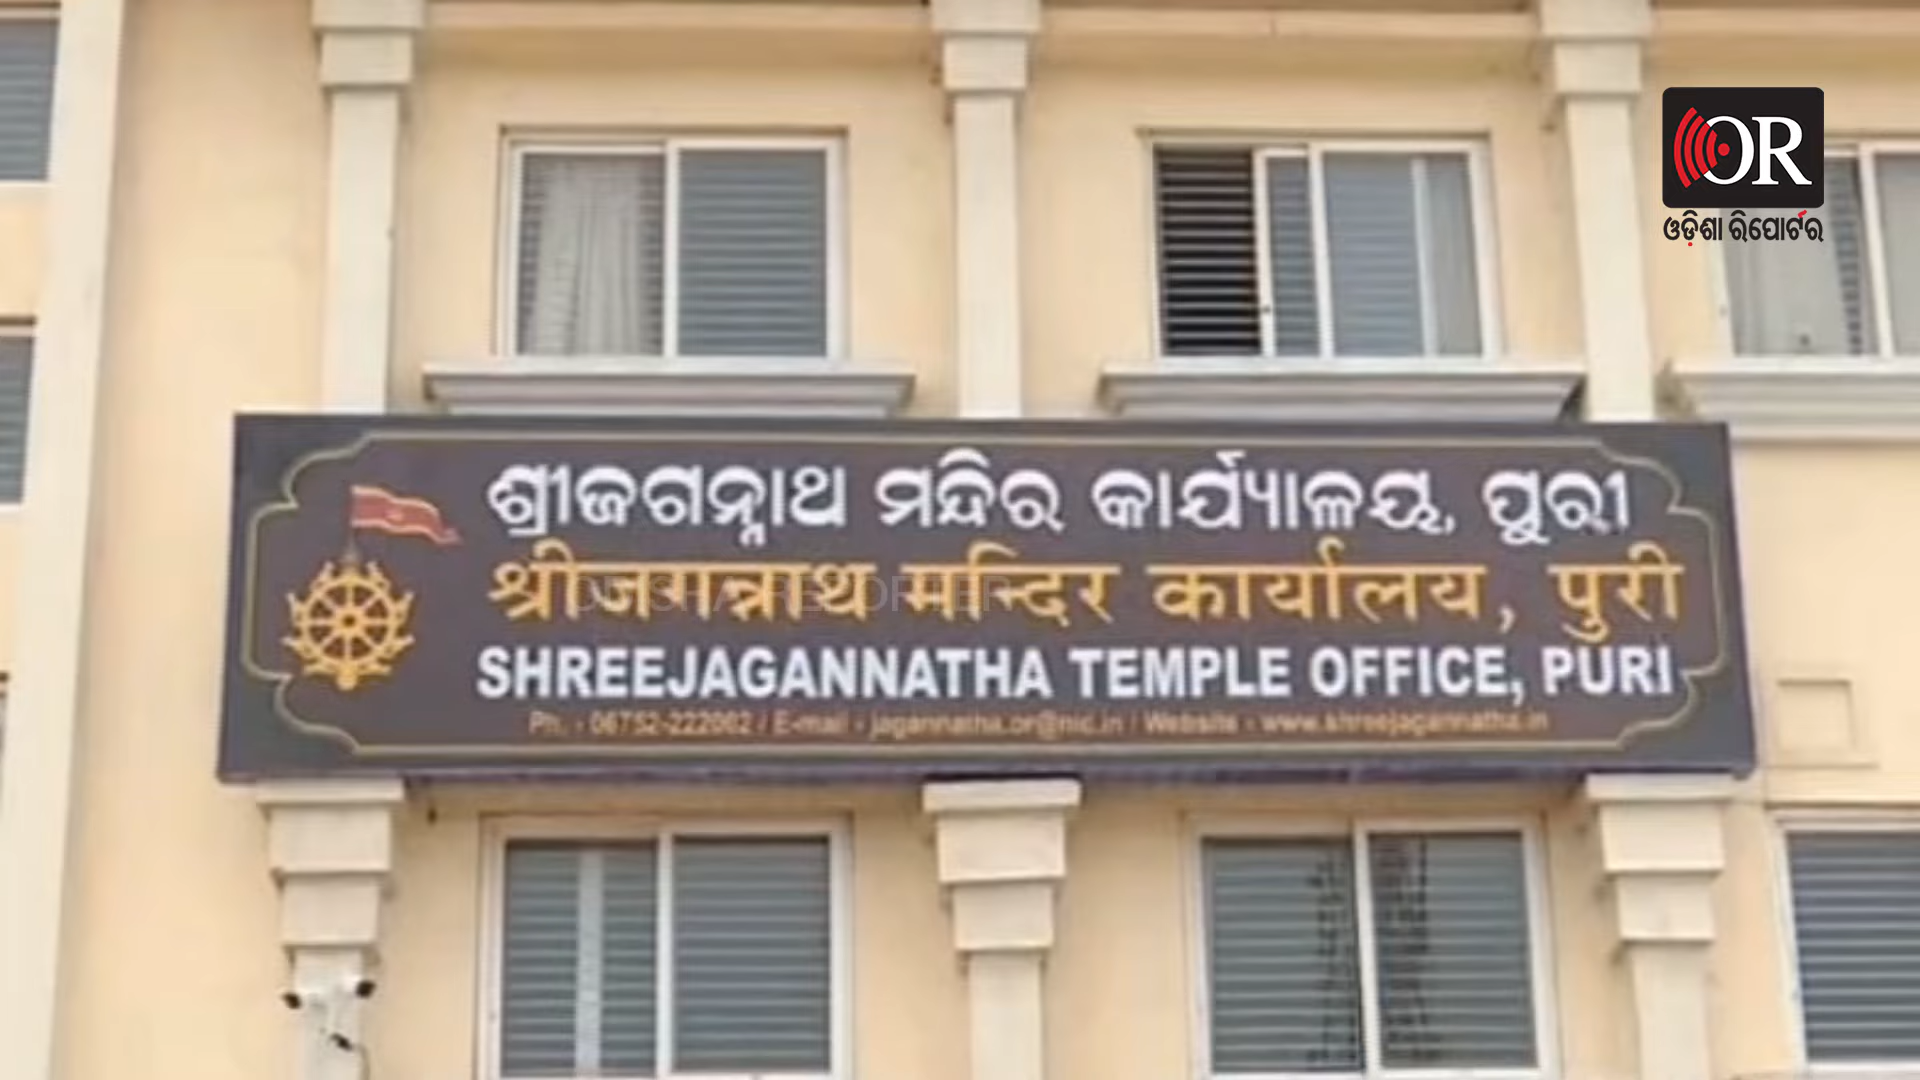 OR
ଓଡ଼ିଶା ରିପୋର୍ଟର
ଶ୍ରୀଜଗନ୍ନାଥ ମନ୍ଦିର କାର୍ଯ୍ୟାଳୟ, ପୁରୀ
श्रीजगन्नाथ मन्दिर कार्यालय, पुरी
SHREEJAGANNATHA TEMPLE OFFICE, PURI
Ph. - 06752-222002 / E-mail - jagannatha.or@nic.in / Website - www.shreejagannatha.in